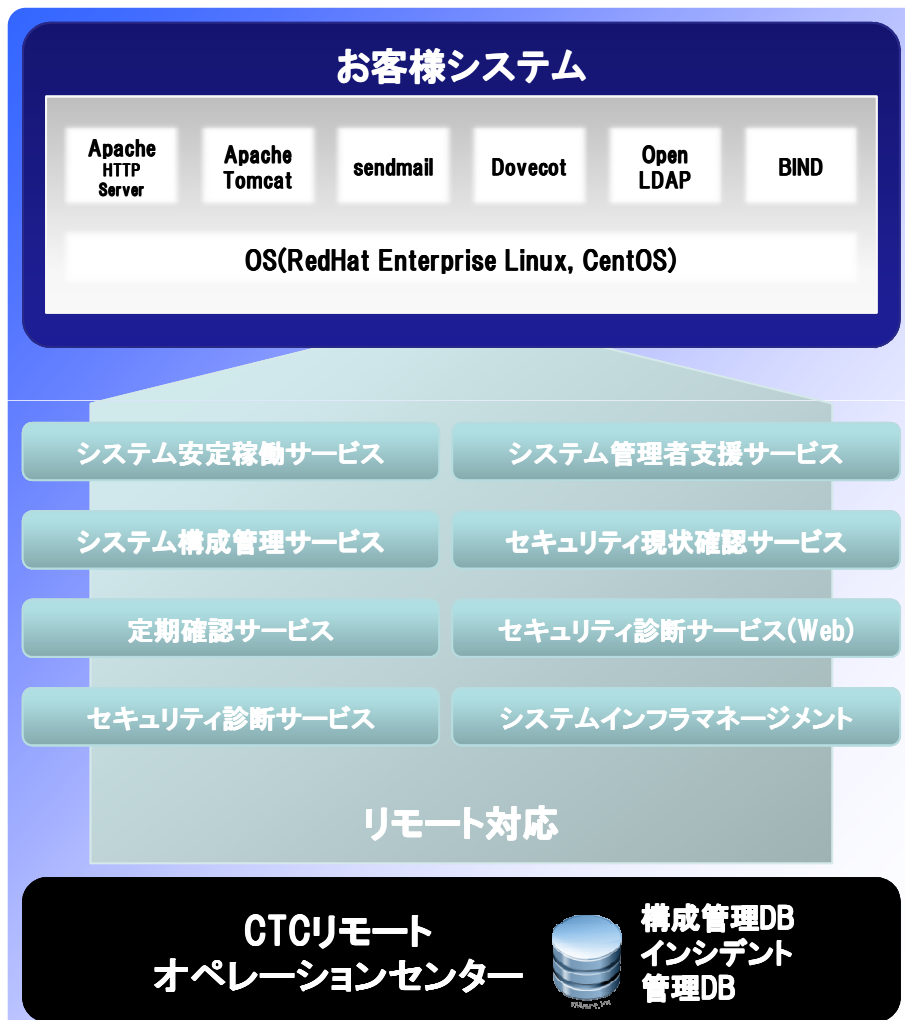 お客様システム
Apache
HTTP
Server
Apache
Tomcat
sendmail
Dovecot
Open
LDAP
BIND
OS(RedHat Enterprise Linux, CentOS)
システム安定稼働サービス
システム管理者支援サービス
システム構成管理サービス
セキュリティ現状確認サービス
定期確認サービス
セキュリティ診断サービス(Web)
セキュリティ診断サービス
システムインフラマネージメント
リモート対応
CTCリモート
オペレーションセンター
構成管理DB
インシデント
管理DB